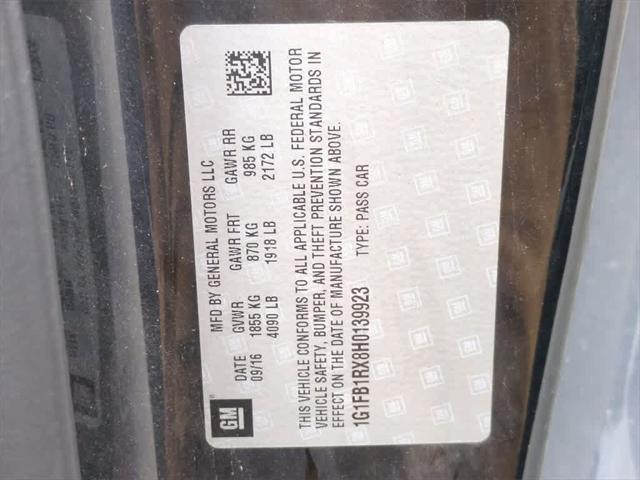 MFD BY GENERAL MOTORS LLC
DATE GVWR GAWR FRT GAWR RR
09/16 1855 KG 870 KG 985 KG
4090 LB 1918 LB 2172 LB
THIS VEHICLE CONFORMS TO ALL APPLICABLE U.S. FEDERAL MOTOR
VEHICLE SAFETY, BUMPER, AND THEFT PREVENTION STANDARDS IN
EFFECT ON THE DATE OF MANUFACTURE SHOWN ABOVE.
1G1FB1RX8H0139923 TYPE: PASS CAR
GM®